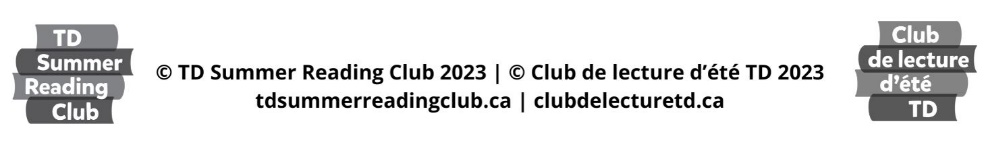 TD
Summer
Reading
Club
© TD Summer Reading Club 2023 | © Club de lecture d’été TD 2023
tdsummerreadingclub.ca | clubdelecturetd.ca
Club
de lecture
d’été
TD